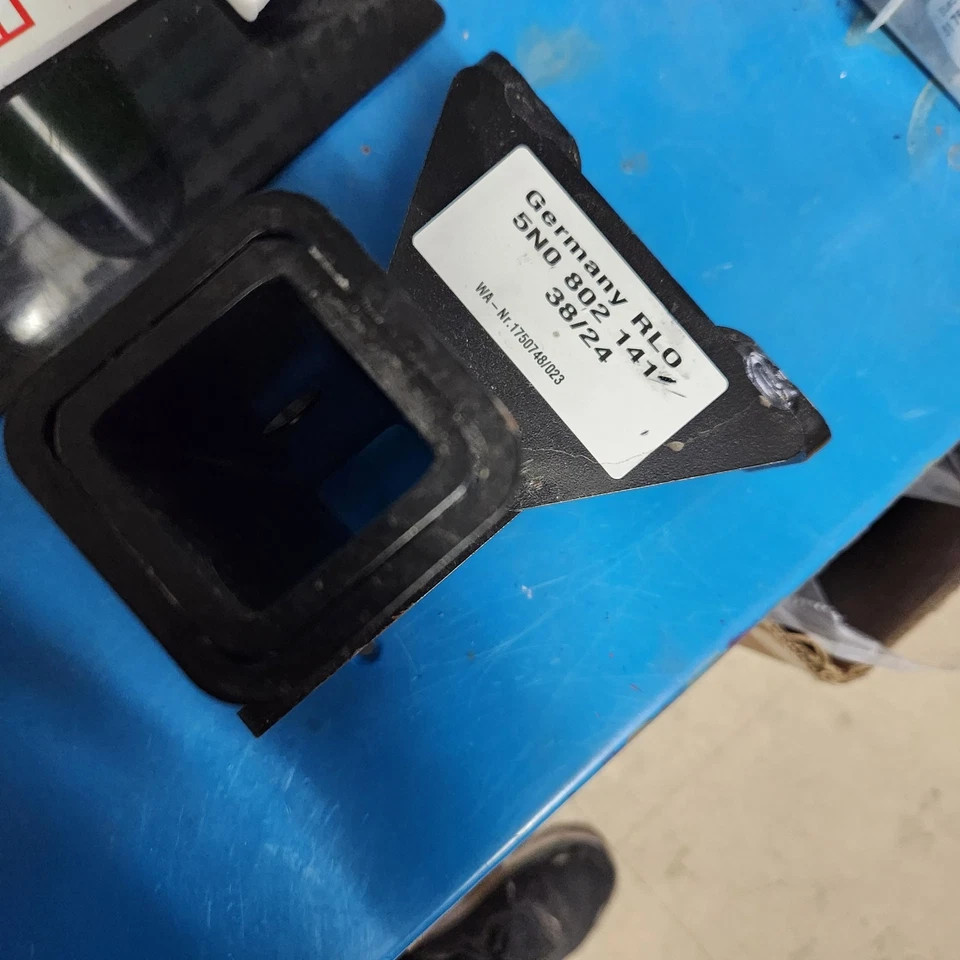 Germany RLO
5N0 802 141
38/24
WA-Nr.1750748/023